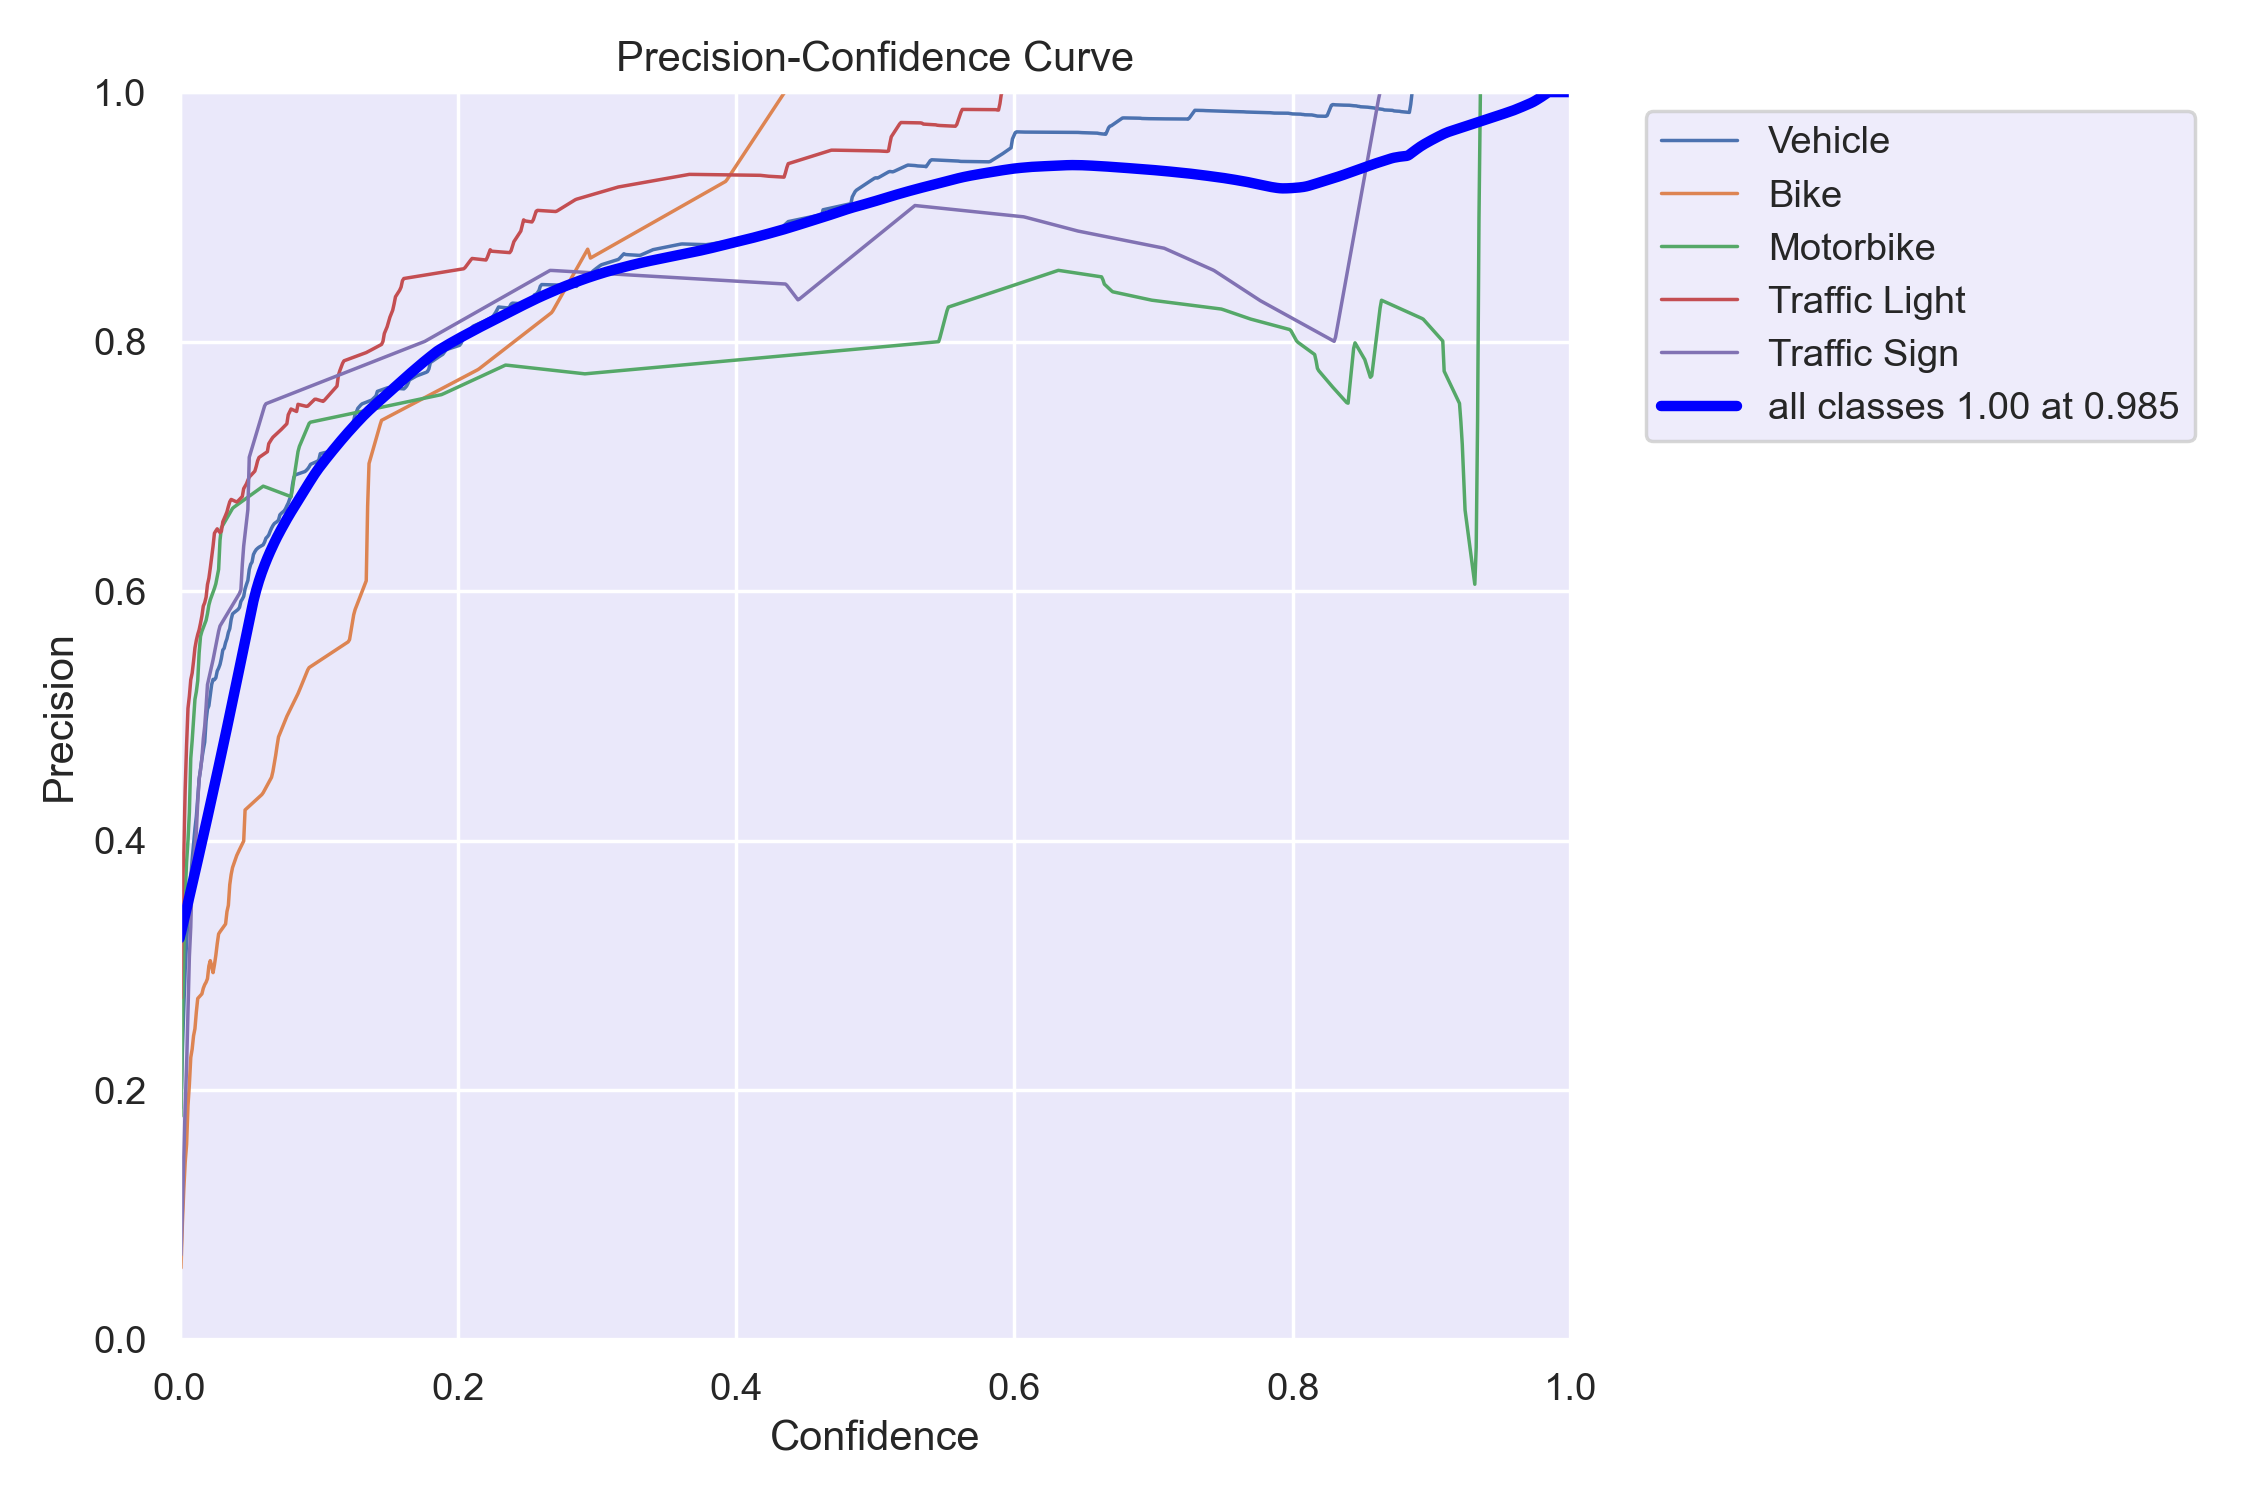 Precision-Confidence Curve
1.0
0.8
0.6
0.4
0.2
0.0
Precision
0.0 0.2 0.4 0.6 0.8 1.0
Confidence
Vehicle
Bike
Motorbike
Traffic Light
Traffic Sign
all classes 1.00 at 0.985